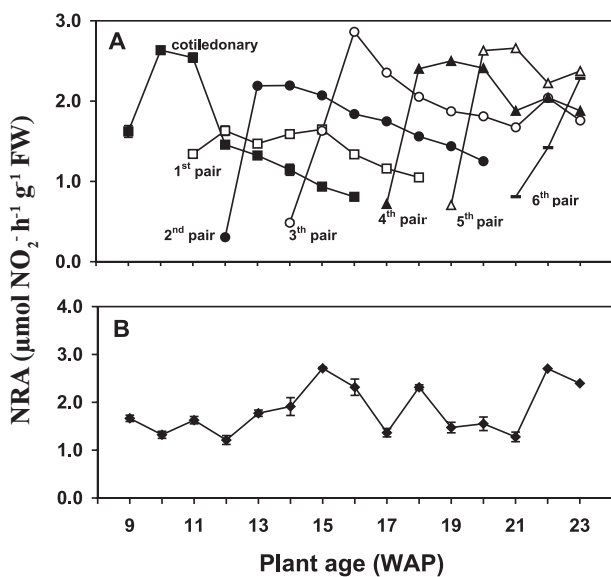 NRA (µmol NO₂⁻ h⁻¹ g⁻¹ FW)
3.0
A
cotiledonary
2.0
1st pair
1.0
2nd pair
3th pair
4th pair
5th pair
6th pair
0.0
4.0
B
3.0
2.0
1.0
0.0
9 11 13 15 17 19 21 23
Plant age (WAP)